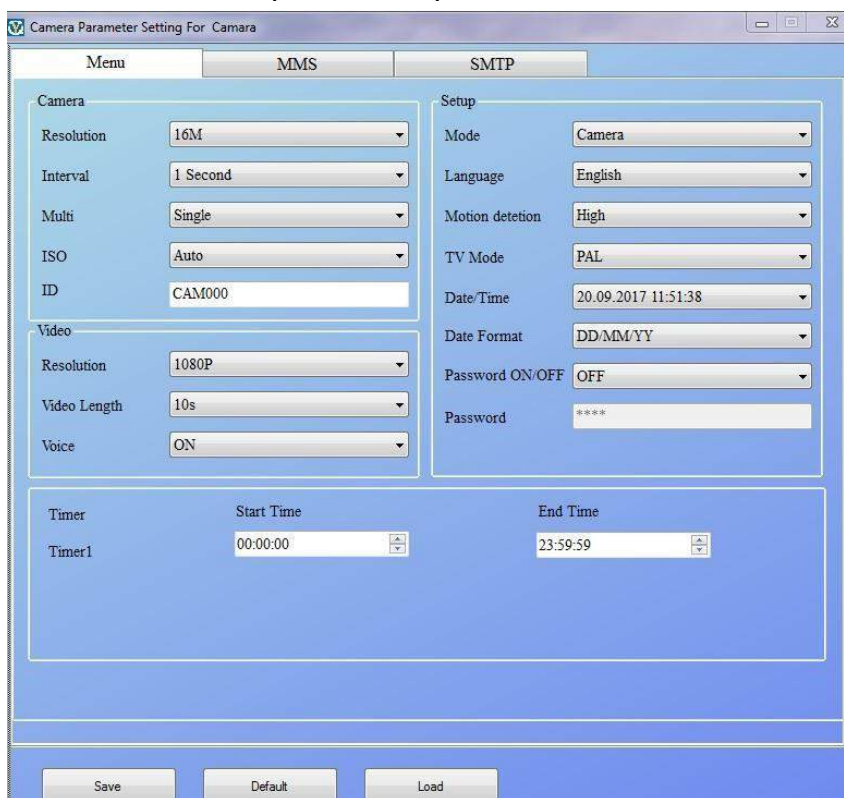 Camera Parameter Setting For Camara
Menu MMS SMTP
Camera
Resolution 16M
Interval 1 Second
Multi Single
ISO Auto
ID CAM000
Video
Resolution 1080P
Video Length 10s
Voice ON
Setup
Mode Camera
Language English
Motion detetion High
TV Mode PAL
Date/Time 20.09.2017 11:51:38
Date Format DD/MM/YY
Password ON/OFF OFF
Password ****
Timer Start Time End Time
Timer1 00:00:00 23:59:59
Save Default Load